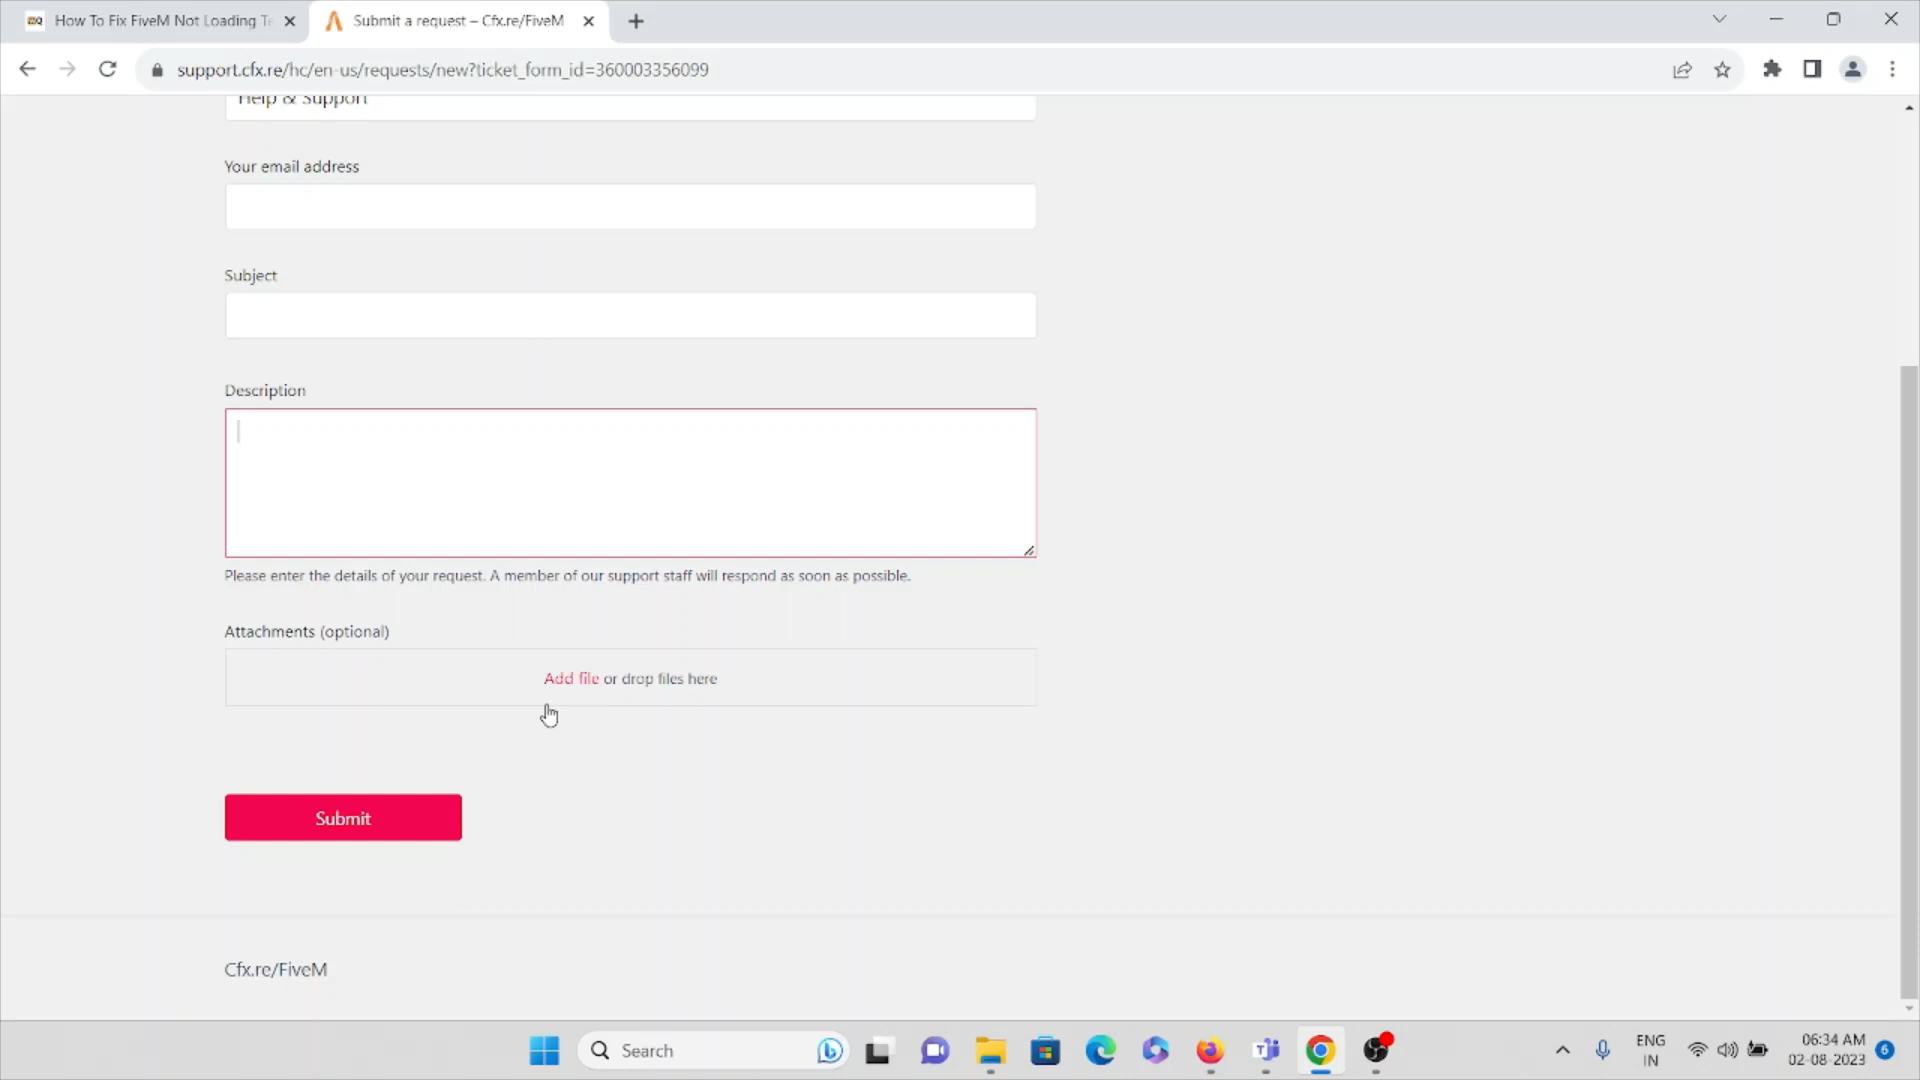 How To Fix FiveM Not Loading Te
Submit a request – Cfx.re/FiveM
support.cfx.re/hc/en-us/requests/new?ticket_form_id=360003356099
Help & Support
Your email address
Subject
Description
Please enter the details of your request. A member of our support staff will respond as soon as possible.
Attachments (optional)
Add file or drop files here
Submit
Cfx.re/FiveM
Search
ENG
IN
06:34 AM
02-08-2023
6